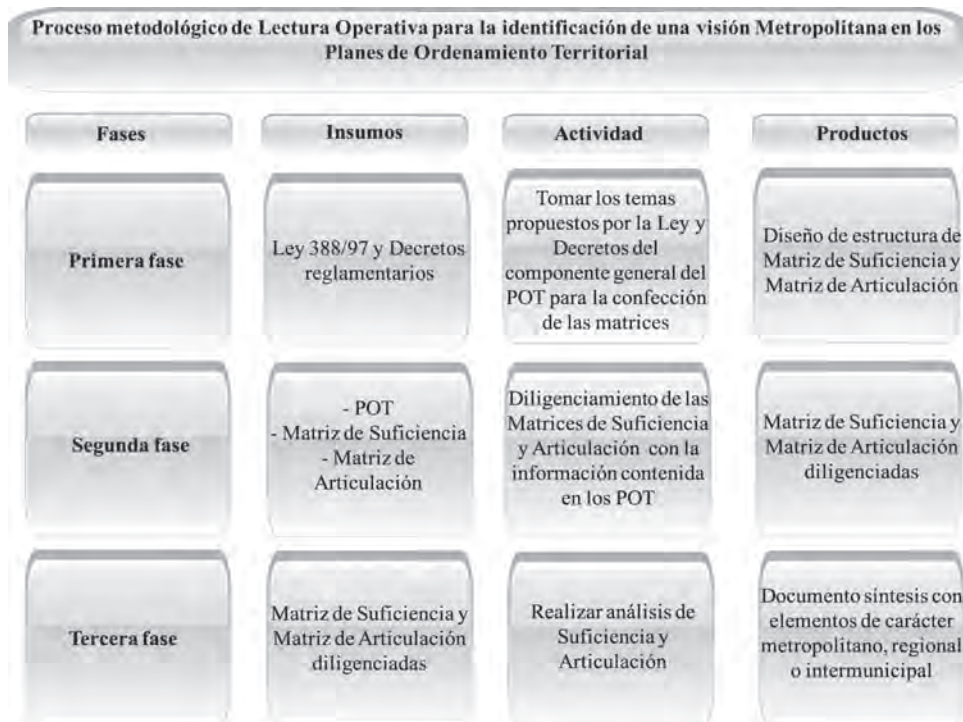 Proceso metodológico de Lectura Operativa para la identificación de una visión Metropolitana en los
Planes de Ordenamiento Territorial
Fases
Insumos
Actividad
Productos
Primera fase
Ley 388/97 y Decretos
reglamentarios
Tomar los temas
propuestos por la Ley y
Decretos del
componente general del
POT para la confección
de las matrices
Diseño de estructura de
Matriz de Suficiencia y
Matriz de Articulación
Segunda fase
- POT
- Matriz de Suficiencia
- Matriz de
Articulación
Diligenciamiento de las
Matrices de Suficiencia
y Articulación con la
información contenida
en los POT
Matriz de Suficiencia y
Matriz de Articulación
diligenciadas
Tercera fase
Matriz de Suficiencia y
Matriz de Articulación
diligenciadas
Realizar análisis de
Suficiencia y
Articulación
Documento síntesis con
elementos de carácter
metropolitano, regional
o intermunicipal